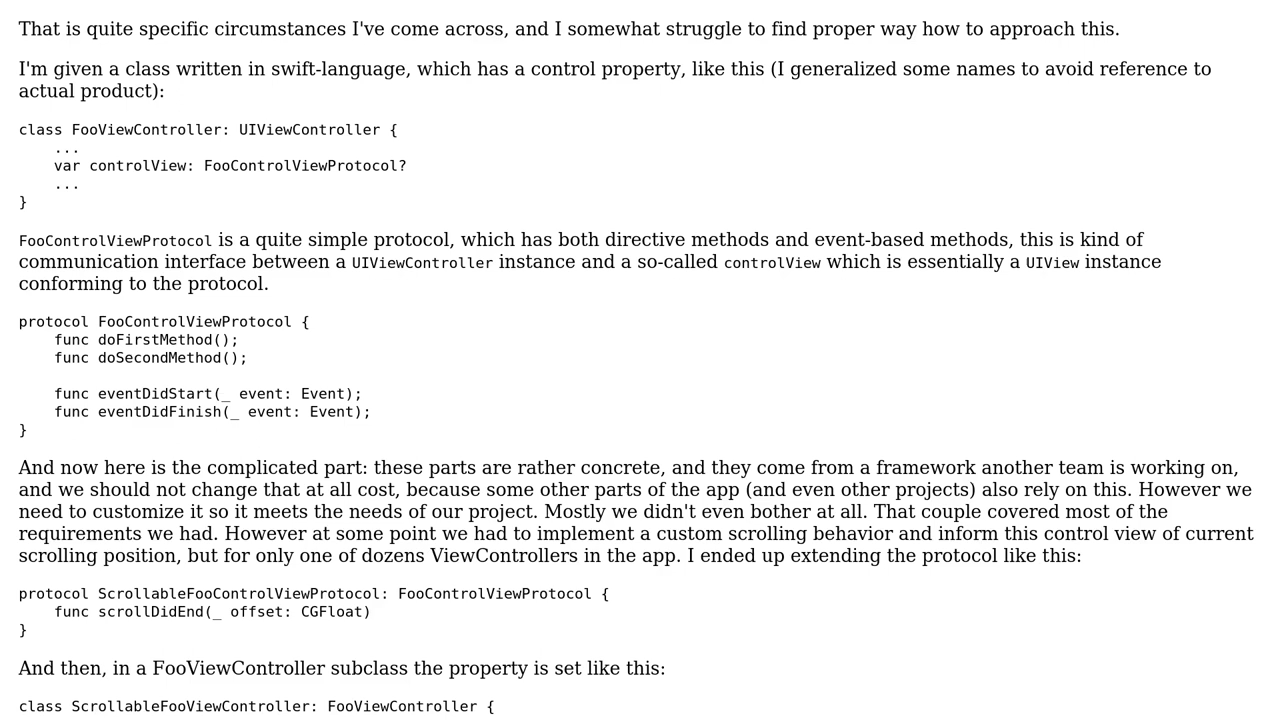 That is quite specific circumstances I've come across, and I somewhat struggle to find proper way how to approach this.
I'm given a class written in swift-language, which has a control property, like this (I generalized some names to avoid reference to
actual product):
class FooViewController: UIViewController {
    ...
    var controlView: FooControlViewProtocol?
    ...
}
FooControlViewProtocol is a quite simple protocol, which has both directive methods and event-based methods, this is kind of
communication interface between a UIViewController instance and a so-called controlView which is essentially a UIView instance
conforming to the protocol.
protocol FooControlViewProtocol {
    func doFirstMethod();
    func doSecondMethod();
    func eventDidStart(_ event: Event);
    func eventDidFinish(_ event: Event);
}
And now here is the complicated part: these parts are rather concrete, and they come from a framework another team is working on,
and we should not change that at all cost, because some other parts of the app (and even other projects) also rely on this. However we
need to customize it so it meets the needs of our project. Mostly we didn't even bother at all. That couple covered most of the
requirements we had. However at some point we had to implement a custom scrolling behavior and inform this control view of current
scrolling position, but for only one of dozens ViewControllers in the app. I ended up extending the protocol like this:
protocol ScrollableFooControlViewProtocol: FooControlViewProtocol {
    func scrollDidEnd(_ offset: CGFloat)
}
And then, in a FooViewController subclass the property is set like this:
class ScrollableFooViewController: FooViewController {